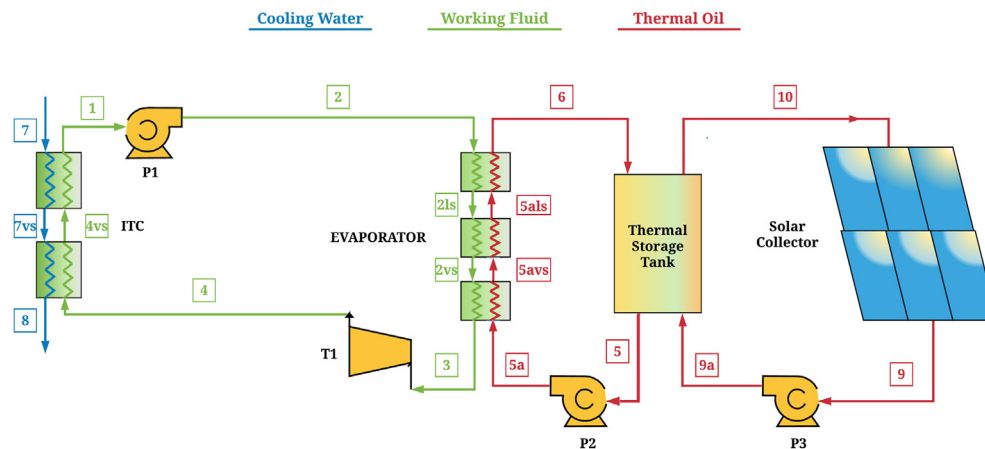 Cooling Water
Working Fluid
Thermal Oil
1
2
6
10
7
P1
7vs
4vs
ITC
EVAPORATOR
2ls
5als
2vs
5avs
Thermal
Storage
Tank
Solar
Collector
8
4
T1
3
5a
5
9a
9
P2
P3